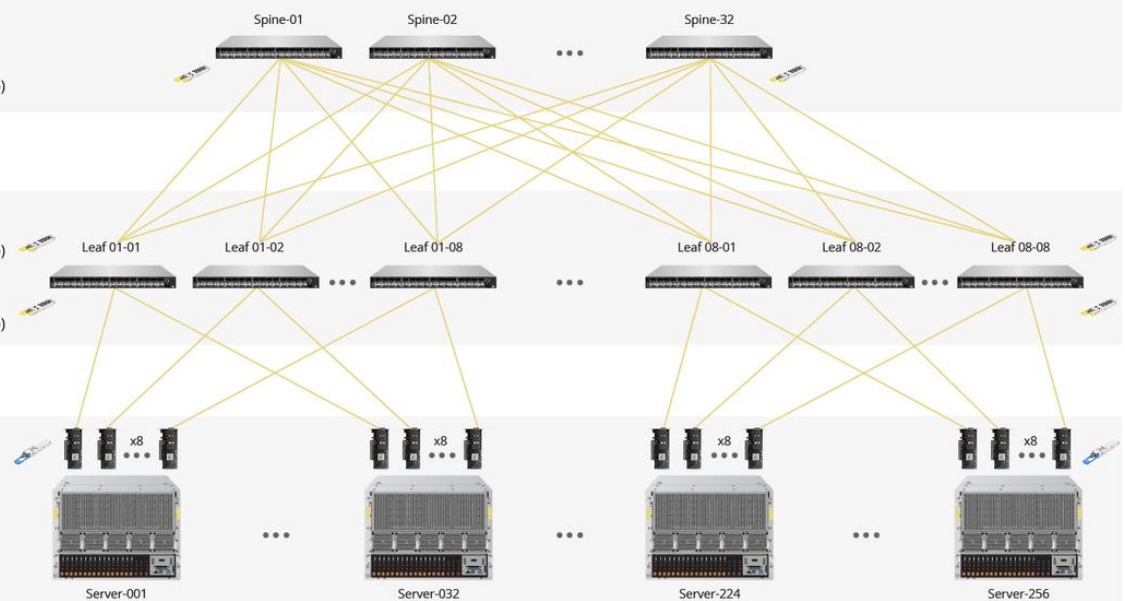 Spine-01 Spine-02 Spine-32
)
Leaf 01-01 Leaf 01-02 Leaf 01-08 Leaf 08-01 Leaf 08-02 Leaf 08-08
)
)
x8 x8 x8 x8
Server-001 Server-032 Server-224 Server-256